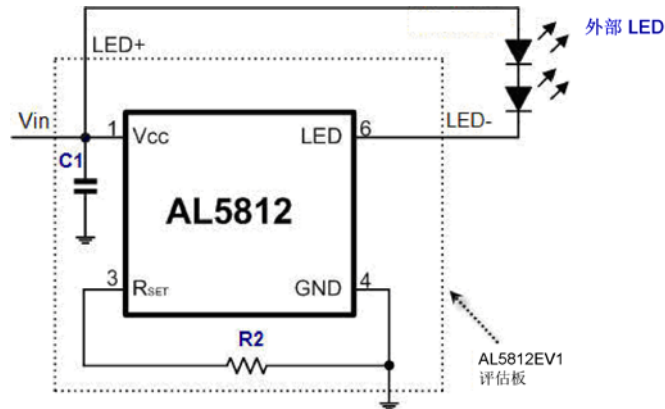 外部 LED
LED+
Vin
1
VCC
LED
6
LED-
C1
AL5812
3
RSET
GND
4
R2
AL5812EV1
评估板